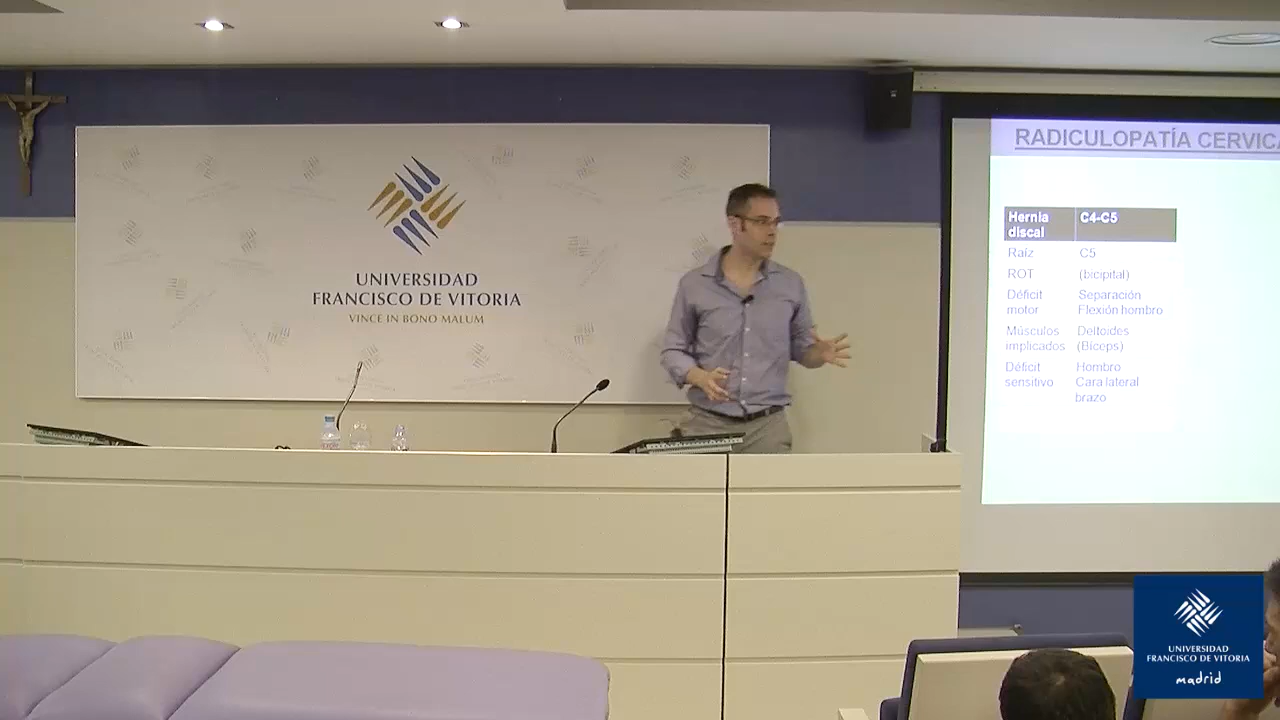 UNIVERSIDAD
FRANCISCO DE VITORIA
VINCE IN BONO MALUM
RADICULOPATÍA CERVICA
Hernia discal
C4-C5
Raíz
C5
ROT
(bicipital)
Déficit motor
Separación
Flexión hombro
Músculos implicados
Deltoides
(Bíceps)
Déficit sensitivo
Hombro
Cara lateral
brazo
UNIVERSIDAD
FRANCISCO DE VITORIA
madrid